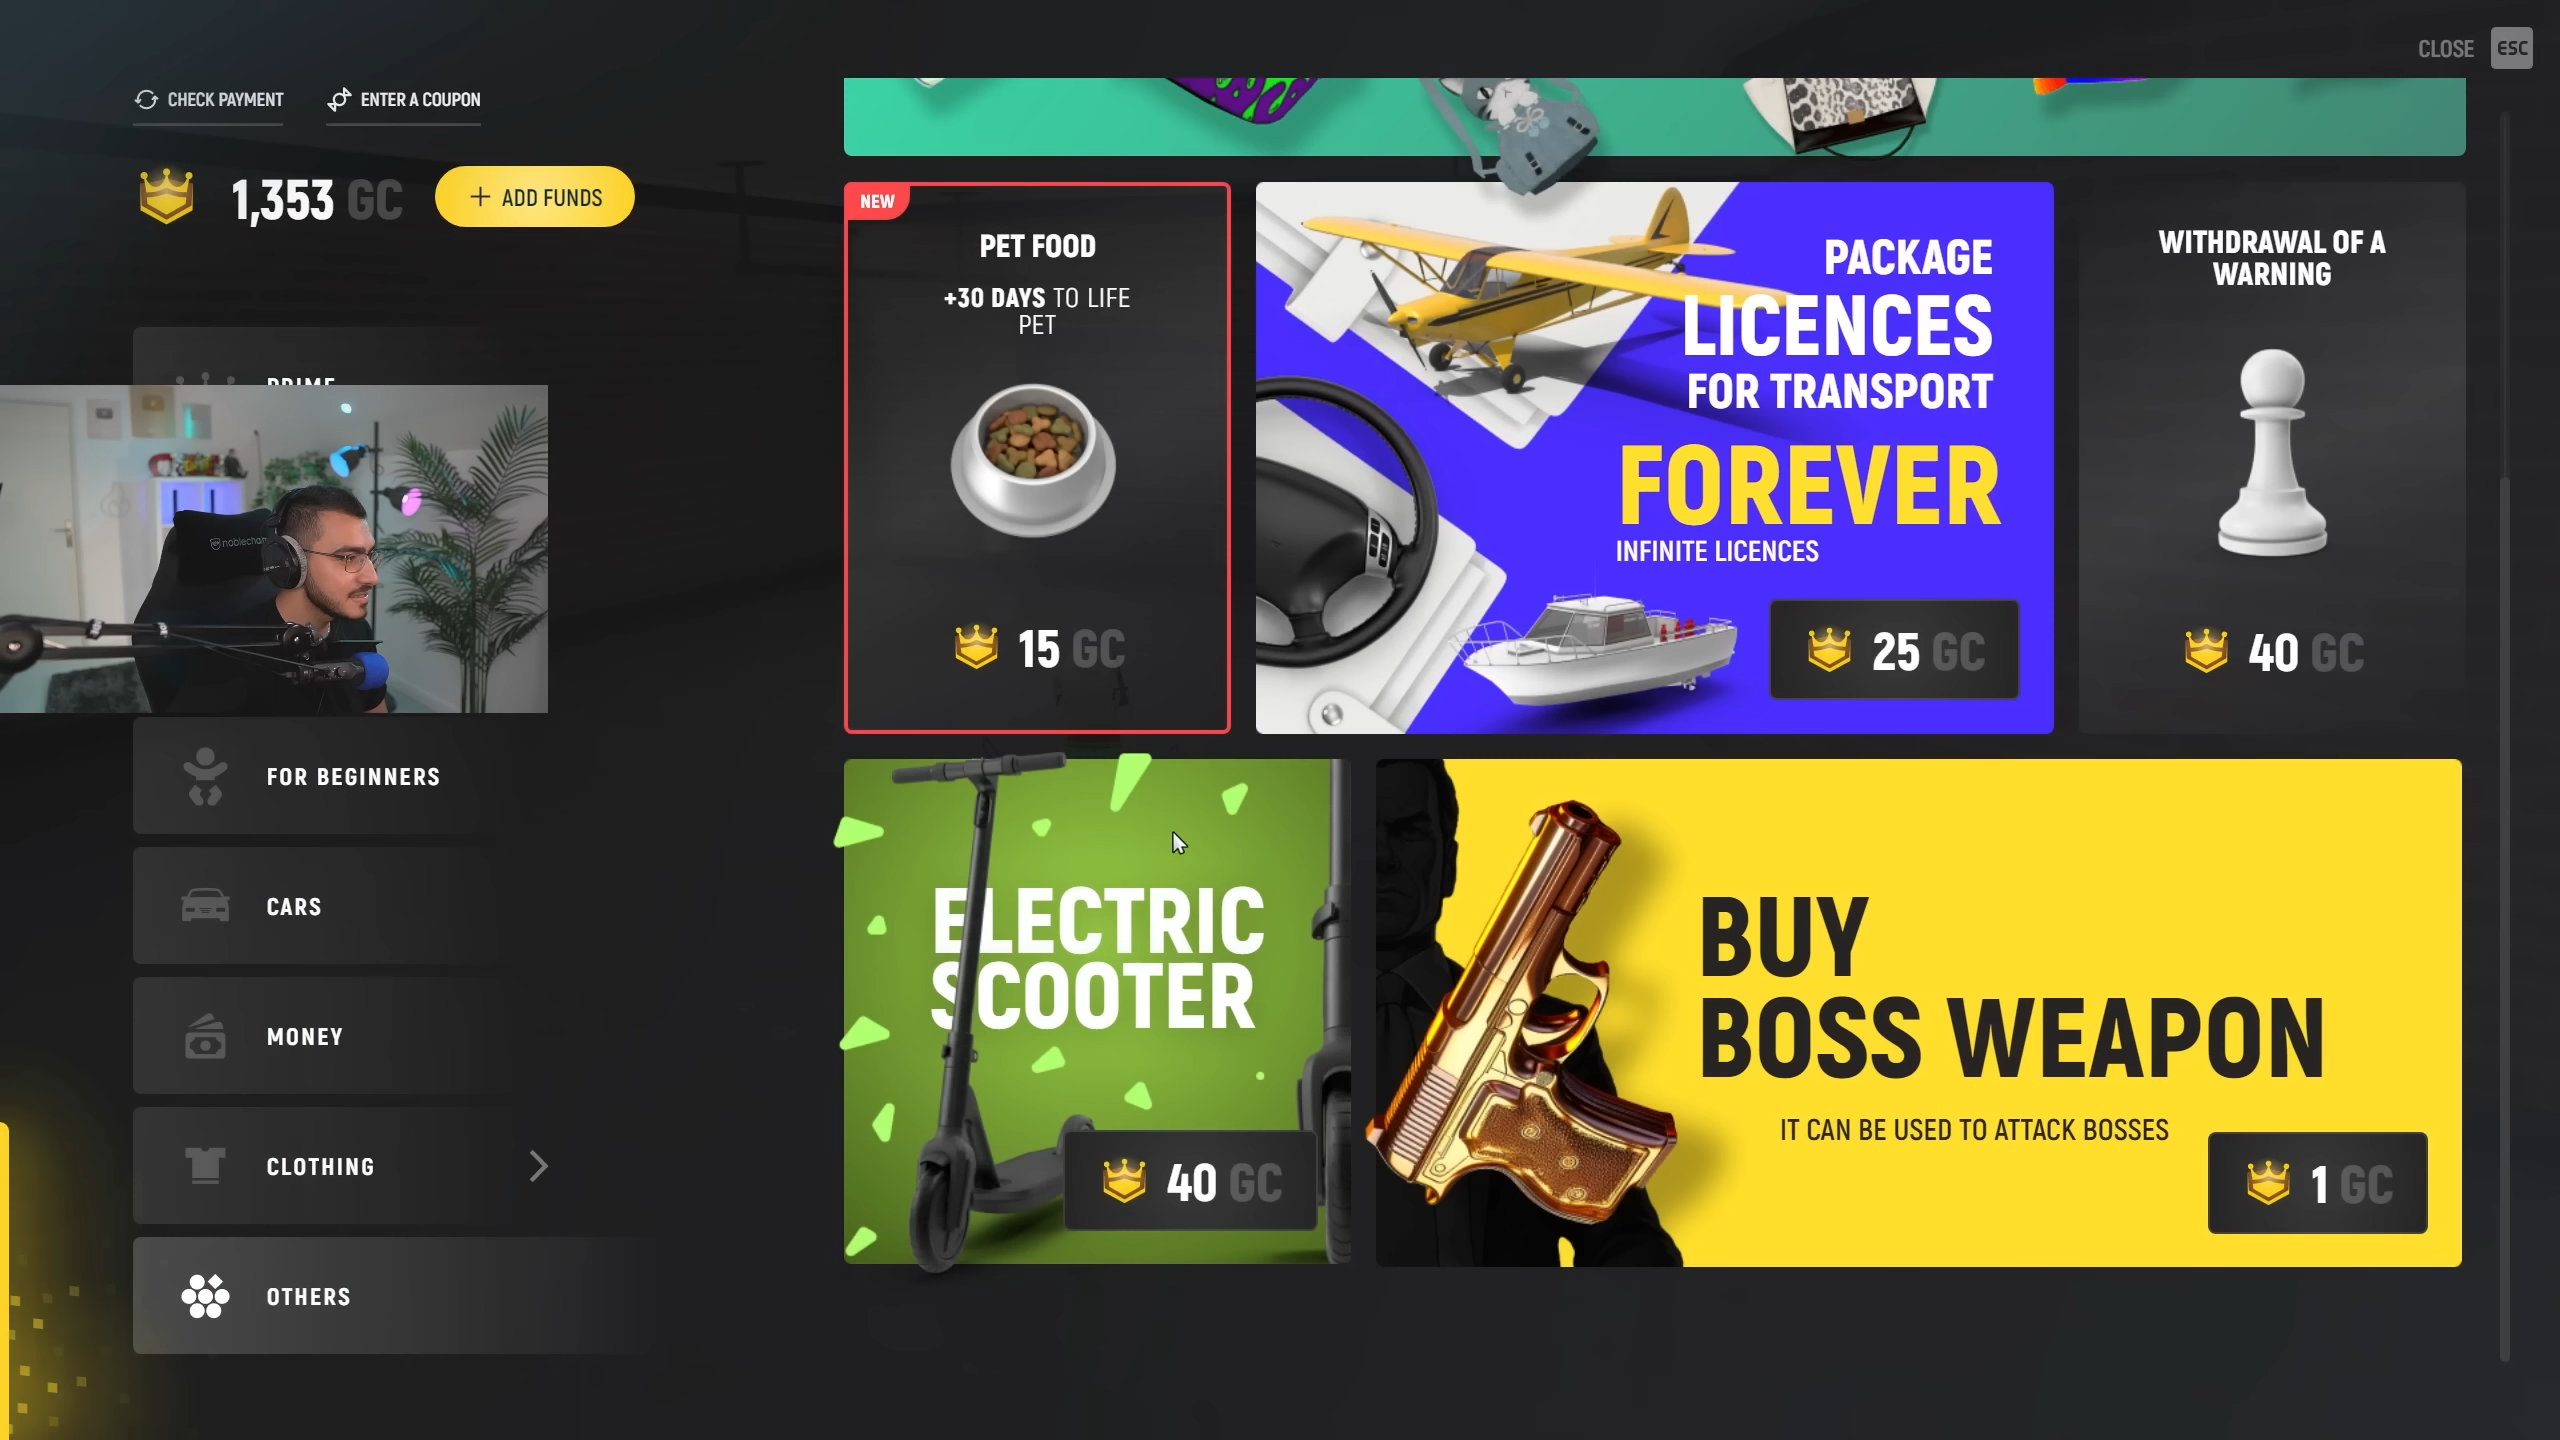 CLOSE ESC
CHECK PAYMENT
ENTER A COUPON
1,353 GC
+ ADD FUNDS
PRIME
noblechairs
FOR BEGINNERS
CARS
MONEY
CLOTHING
OTHERS
NEW
PET FOOD
+30 DAYS TO LIFE
PET
15 GC
PACKAGE
LICENCES
FOR TRANSPORT
FOREVER
INFINITE LICENCES
25 GC
WITHDRAWAL OF A
WARNING
40 GC
ELECTRIC
SCOOTER
40 GC
BUY
BOSS WEAPON
IT CAN BE USED TO ATTACK BOSSES
1 GC